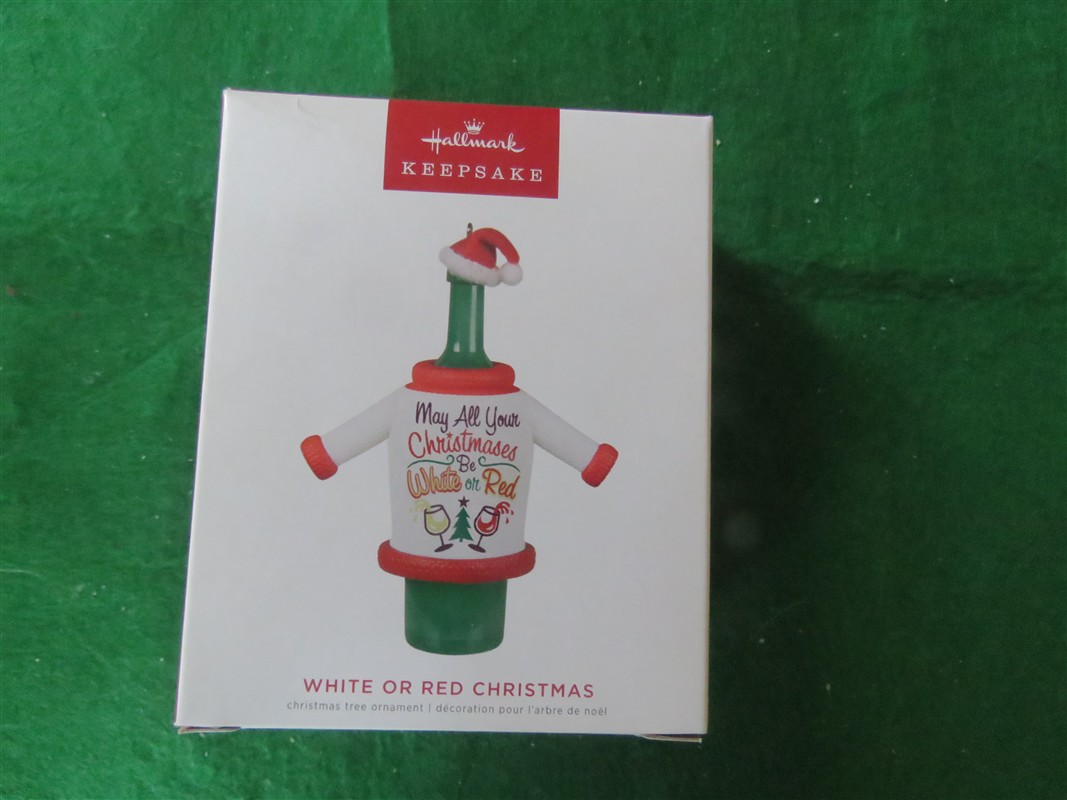 Hallmark
KEEPSAKE
May All Your
Christmases
Be
White or Red
WHITE OR RED CHRISTMAS
christmas tree ornament | décoration pour l'arbre de noël